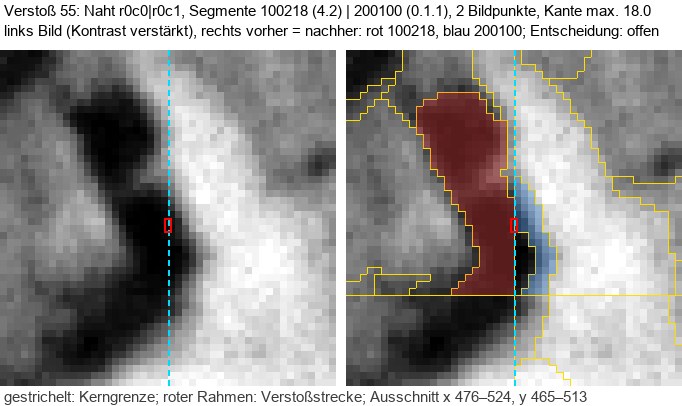 Verstoß 55: Naht r0c0|r0c1, Segmente 100218 (4.2) | 200100 (0.1.1), 2 Bildpunkte, Kante max. 18.0
links Bild (Kontrast verstärkt), rechts vorher = nachher: rot 100218, blau 200100; Entscheidung: offen
gestrichelt: Kerngrenze; roter Rahmen: Verstoßstrecke; Ausschnitt x 476–524, y 465–513